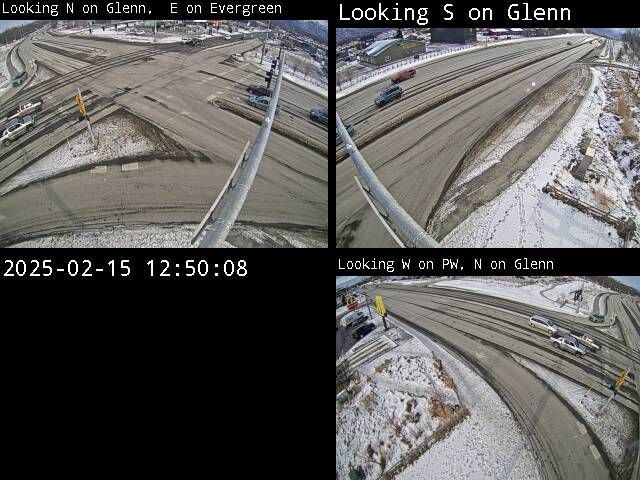 Looking N on Glenn, E on Evergreen
Looking S on Glenn
2025-02-15 12:50:08
Looking W on PW, N on Glenn